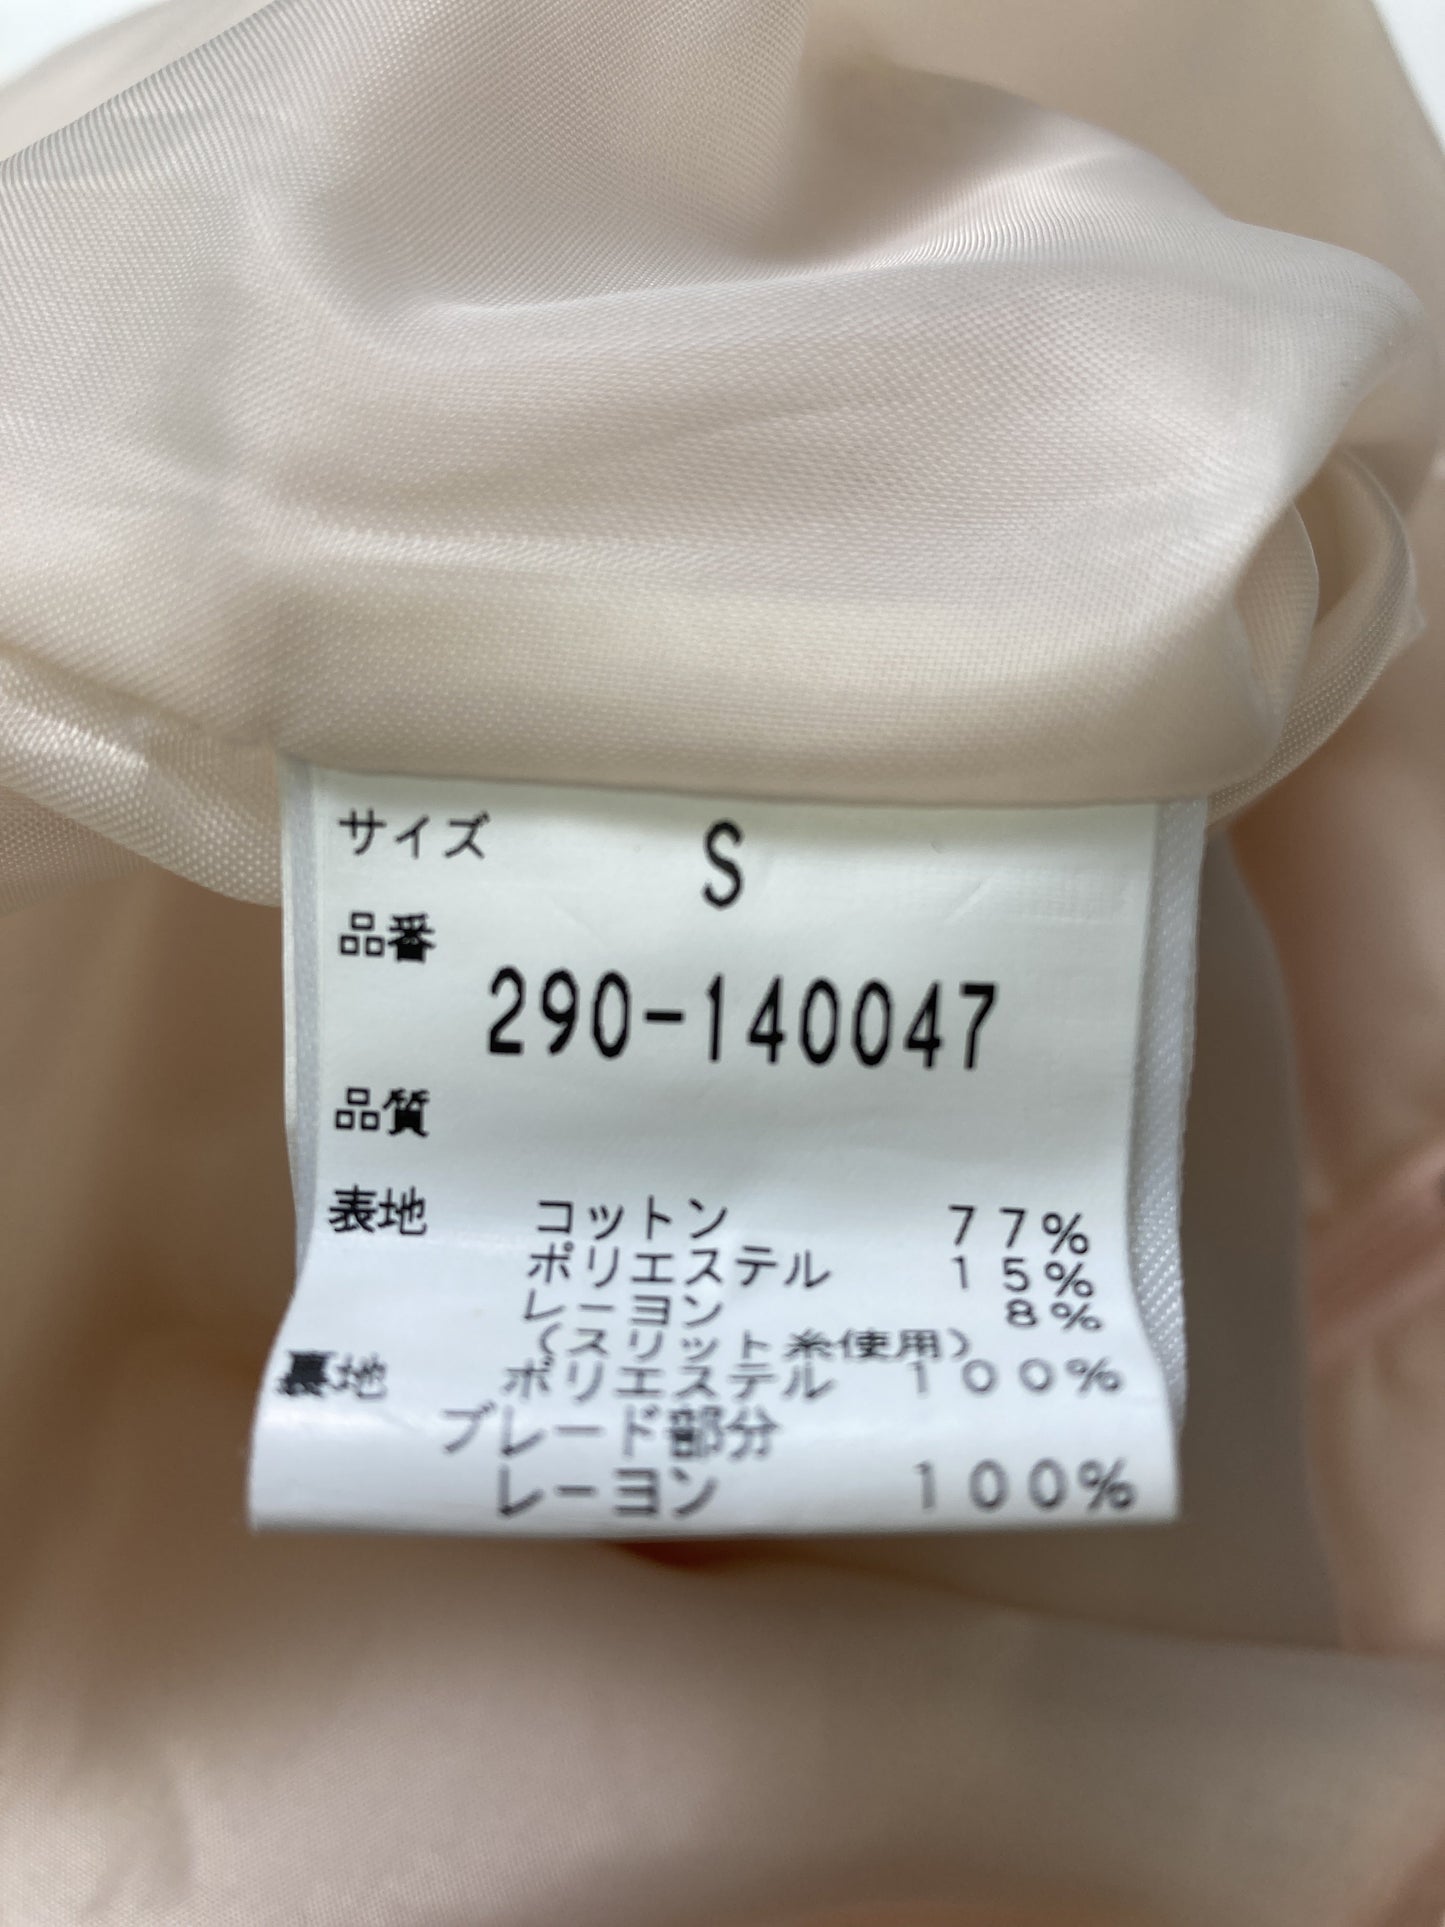 サイズ S
品番
290-140047
品質
表地 コットン 77%
ポリエステル 15%
レーヨン 8%
(スリット糸使用)
裏地 ポリエステル 100%
ブレード部分
レーヨン 100%